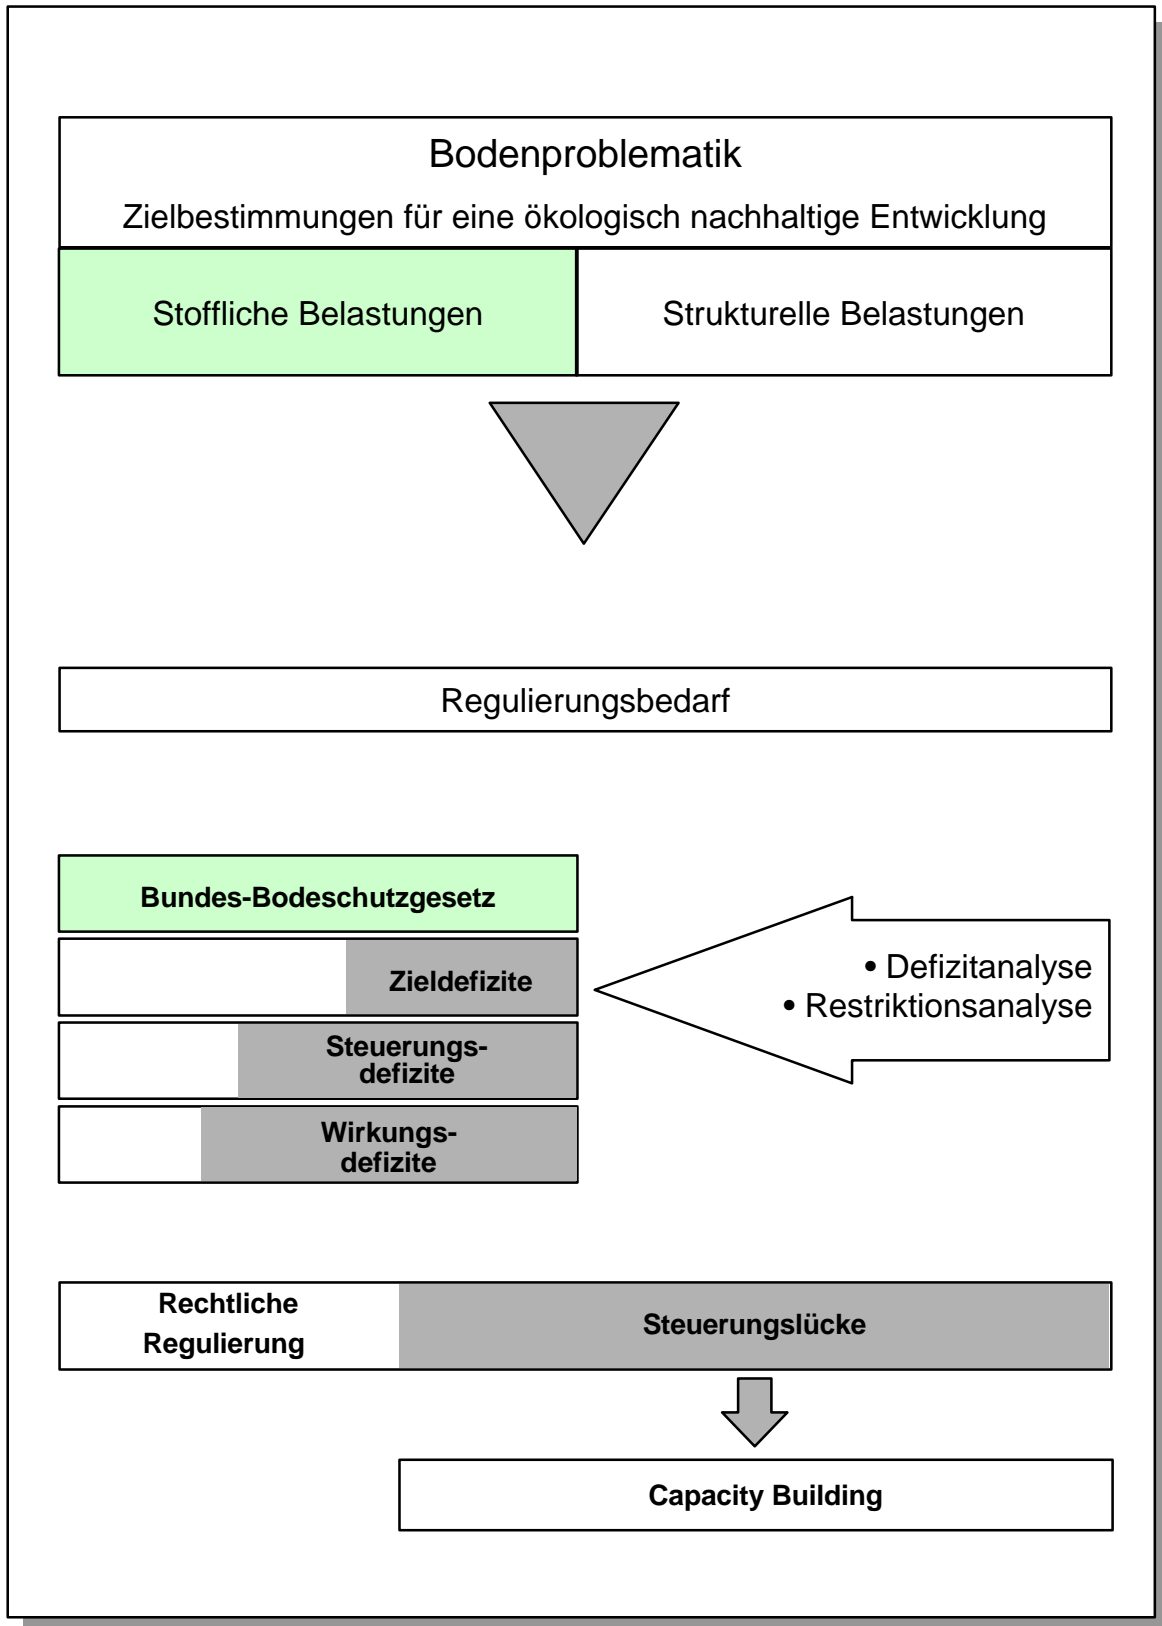 Bodenproblematik
Zielbestimmungen für eine ökologisch nachhaltige Entwicklung
Stoffliche Belastungen
Strukturelle Belastungen
Regulierungsbedarf
Bundes-Bodeschutzgesetz
Zieldefizite
Steuerungs-
defizite
Wirkungs-
defizite
• Defizitanalyse
• Restriktionsanalyse
Rechtliche
Regulierung
Steuerungslücke
Capacity Building